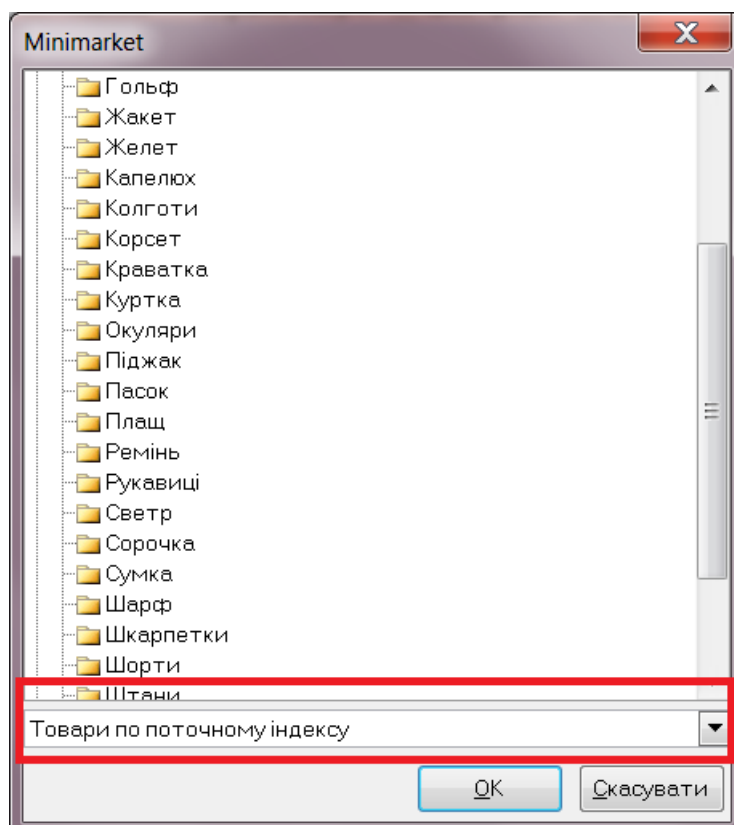 Minimarket
Гольф
Жакет
Желет
Капелюх
Колготи
Корсет
Краватка
Куртка
Окуляри
Піджак
Пасок
Плащ
Ремінь
Рукавиці
Светр
Сорочка
Сумка
Шарф
Шкарпетки
Шорти
Штани
Товари по поточному індексу
OK
Скасувати